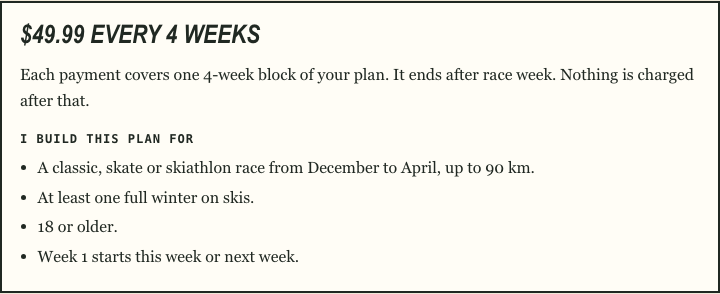 $49.99 EVERY 4 WEEKS
Each payment covers one 4-week block of your plan. It ends after race week. Nothing is charged
after that.
I BUILD THIS PLAN FOR
• A classic, skate or skiathlon race from December to April, up to 90 km.
• At least one full winter on skis.
• 18 or older.
• Week 1 starts this week or next week.